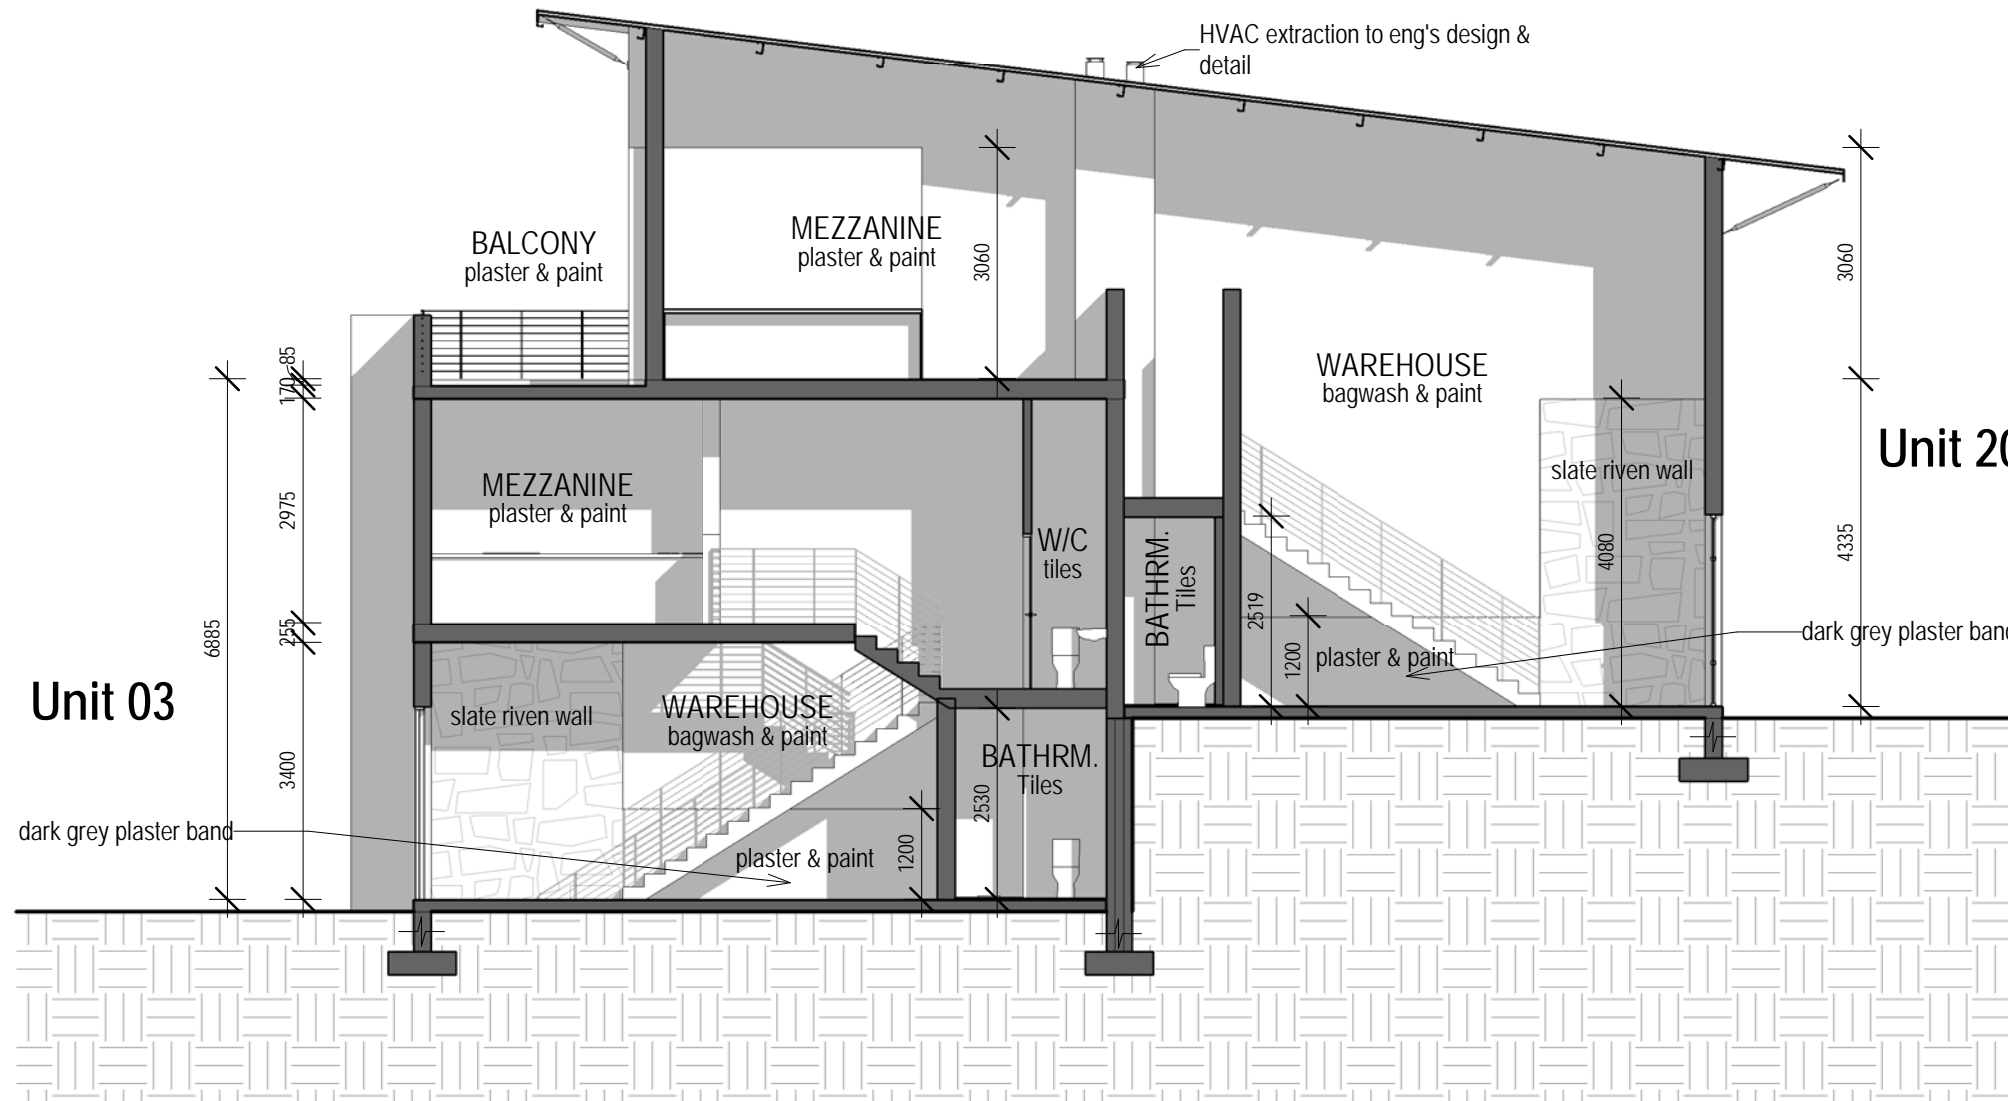 HVAC extraction to eng's design &
detail
BALCONY
plaster & paint
MEZZANINE
plaster & paint
3060
3060
WAREHOUSE
bagwash & paint
85
170
6885
2975
MEZZANINE
plaster & paint
W/C
tiles
BATHRM.
Tiles
2519
1200
plaster & paint
slate riven wall
4080
4335
Unit 20
dark grey plaster band
255
Unit 03
slate riven wall
WAREHOUSE
bagwash & paint
BATHRM.
Tiles
3400
2530
dark grey plaster band
plaster & paint
1200